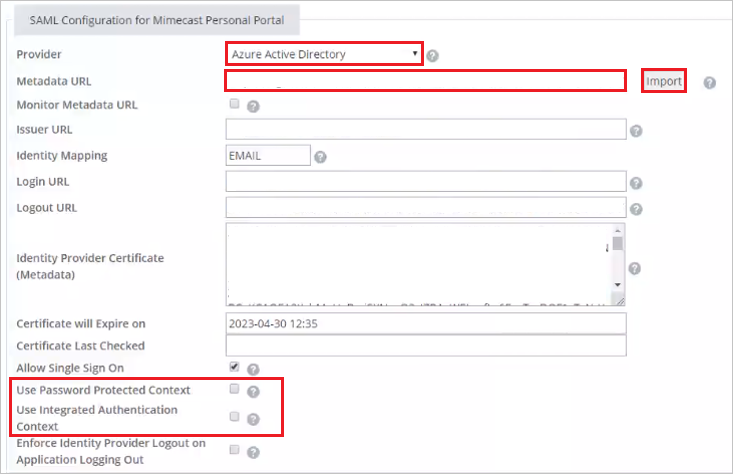 SAML Configuration for Mimecast Personal Portal
Provider
Azure Active Directory
Metadata URL
Import
Monitor Metadata URL
Issuer URL
Identity Mapping
EMAIL
Login URL
Logout URL
Identity Provider Certificate
(Metadata)
Certificate will Expire on
2023-04-30 12:35
Certificate Last Checked
Allow Single Sign On
Use Password Protected Context
Use Integrated Authentication
Context
Enforce Identity Provider Logout on
Application Logging Out